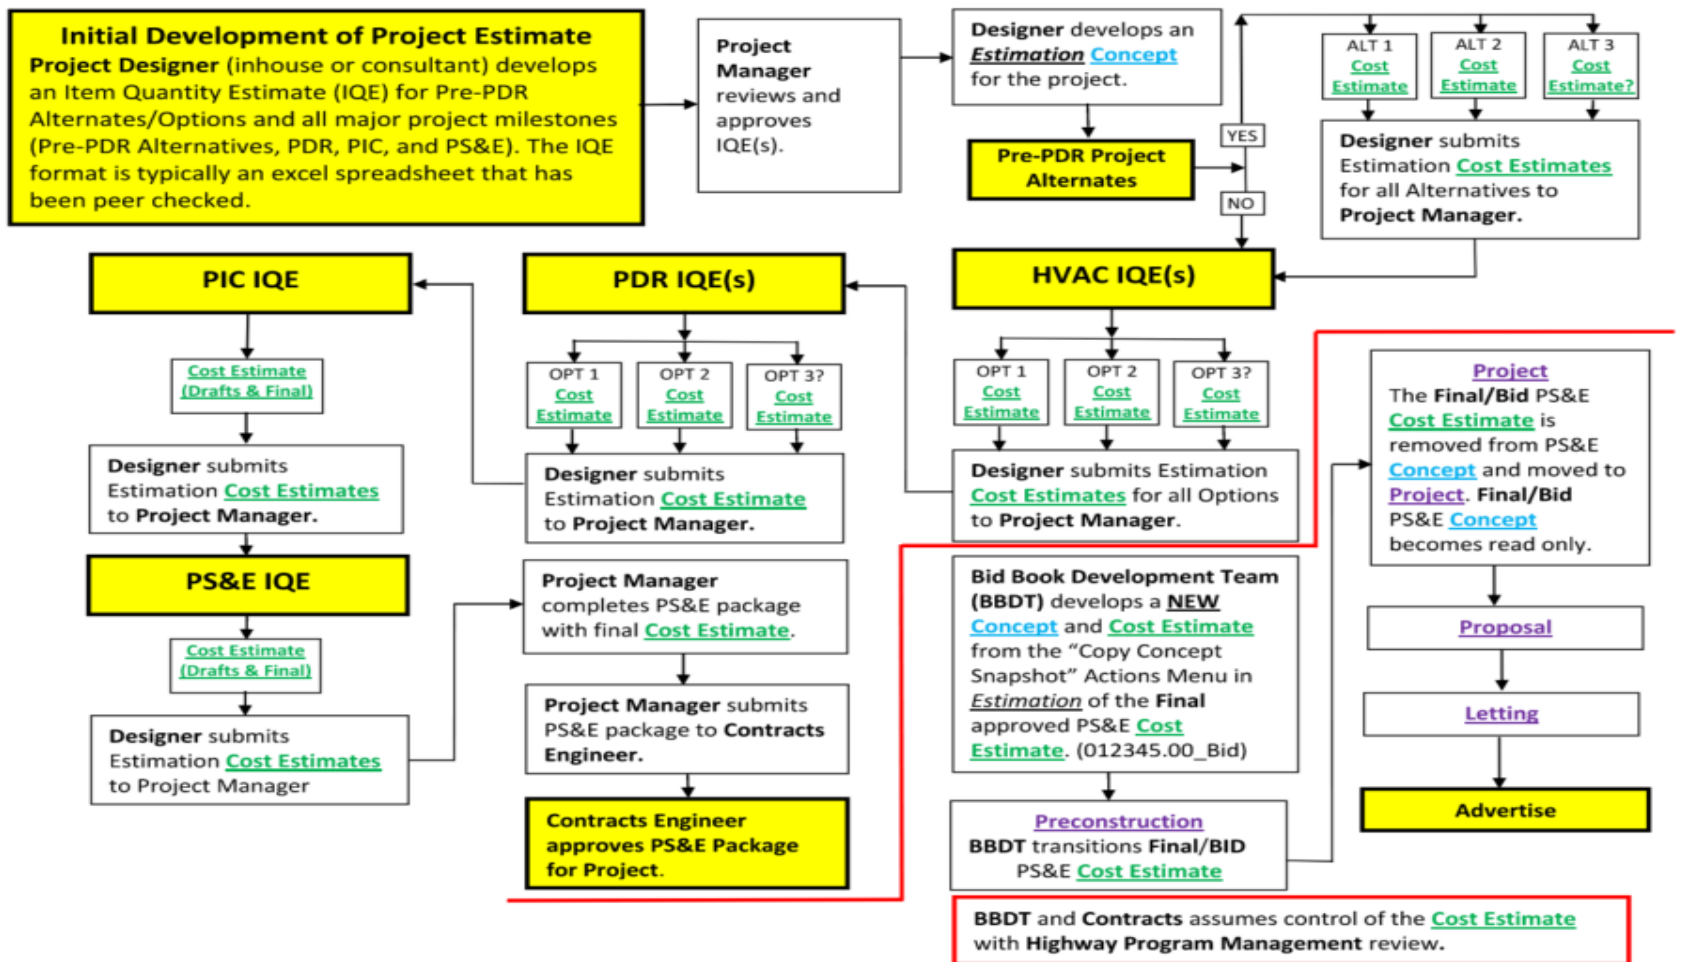 Initial Development of Project Estimate
Project Designer (inhouse or consultant) develops
an Item Quantity Estimate (IQE) for Pre-PDR
Alternates/Options and all major project milestones
(Pre-PDR Alternatives, PDR, PIC, and PS&E). The IQE
format is typically an excel spreadsheet that has
been peer checked.
Project
Manager
reviews and
approves
IQE(s).
Designer develops an
Estimation Concept
for the project.
Pre-PDR Project
Alternates
YES
NO
ALT 1
Cost
Estimate
ALT 2
Cost
Estimate
ALT 3
Cost
Estimate?
Designer submits
Estimation Cost Estimates
for all Alternatives to
Project Manager.
HVAC IQE(s)
OPT 1
Cost
Estimate
OPT 2
Cost
Estimate
OPT 3?
Cost
Estimate
Designer submits Estimation
Cost Estimates for all Options
to Project Manager.
PDR IQE(s)
OPT 1
Cost
Estimate
OPT 2
Cost
Estimate
OPT 3?
Cost
Estimate
Designer submits
Estimation Cost Estimate
to Project Manager.
PIC IQE
Cost Estimate
(Drafts & Final)
Designer submits
Estimation Cost Estimates
to Project Manager.
PS&E IQE
Cost Estimate
(Drafts & Final)
Designer submits
Estimation Cost Estimates
to Project Manager
Project Manager
completes PS&E package
with final Cost Estimate.
Project Manager submits
PS&E package to Contracts
Engineer.
Contracts Engineer
approves PS&E Package
for Project.
Bid Book Development Team
(BBDT) develops a NEW
Concept and Cost Estimate
from the “Copy Concept
Snapshot” Actions Menu in
Estimation of the Final
approved PS&E Cost
Estimate. (012345.00_Bid)
Preconstruction
BBDT transitions Final/BID
PS&E Cost Estimate
Project
The Final/Bid PS&E
Cost Estimate is
removed from PS&E
Concept and moved to
Project. Final/Bid
PS&E Concept
becomes read only.
Proposal
Letting
Advertise
BBDT and Contracts assumes control of the Cost Estimate
with Highway Program Management review.